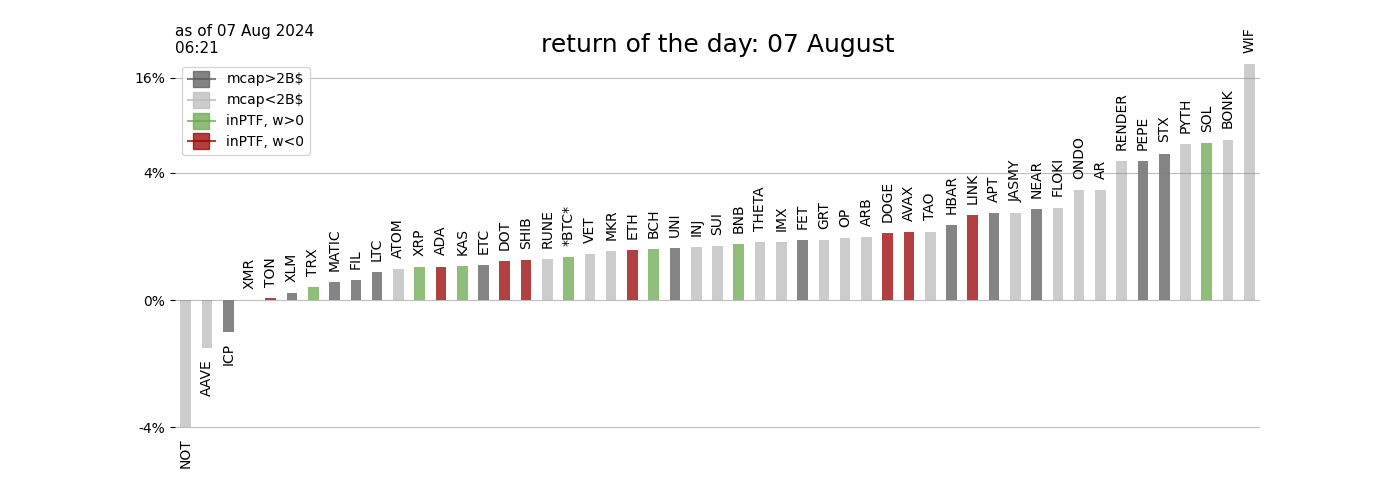 as of 07 Aug 2024
06:21
return of the day: 07 August
mcap>2B$
mcap<2B$
inPTF, w>0
inPTF, w<0
16%
4%
0%
-4%
NOT
AAVE
ICP
XMR
TON
XLM
TRX
MATIC
FIL
LTC
ATOM
XRP
ADA
KAS
ETC
DOT
SHIB
RUNE
*BTC*
VET
MKR
ETH
BCH
UNI
INJ
SUI
BNB
THETA
IMX
FET
GRT
OP
ARB
DOGE
AVAX
TAO
HBAR
LINK
APT
JASMY
NEAR
FLOKI
ONDO
AR
RENDER
PEPE
STX
PYTH
SOL
BONK
WIF